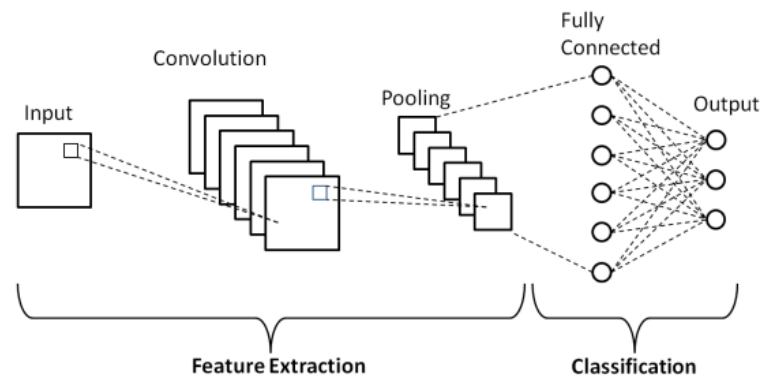 Input
Convolution
Pooling
Fully
Connected
Output
Feature Extraction
Classification